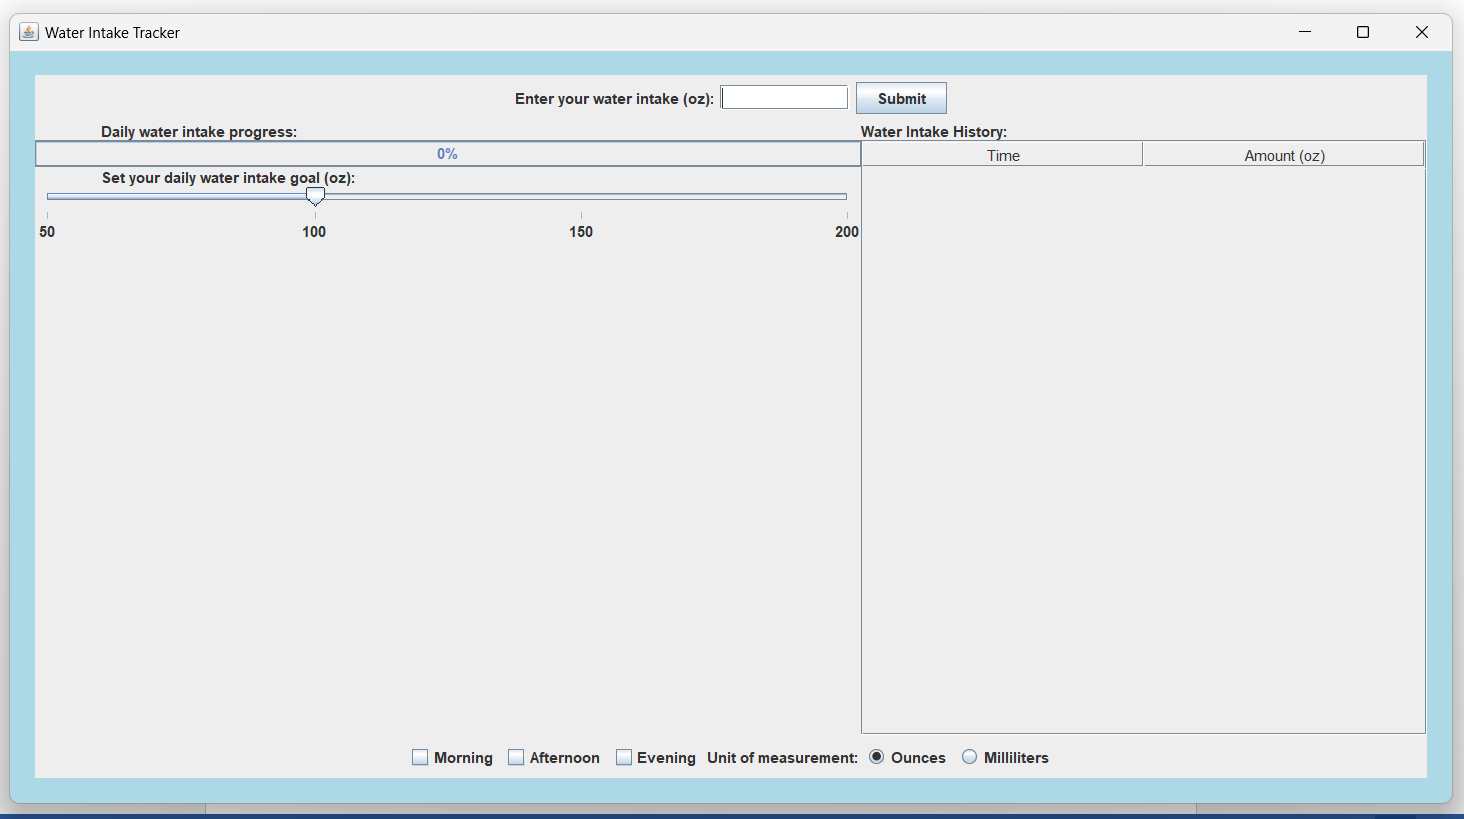 Water Intake Tracker
Enter your water intake (oz): Submit
Daily water intake progress:
0%
Set your daily water intake goal (oz):
50 100 150 200
Water Intake History:
Time Amount (oz)
Morning Afternoon Evening Unit of measurement: Ounces Milliliters